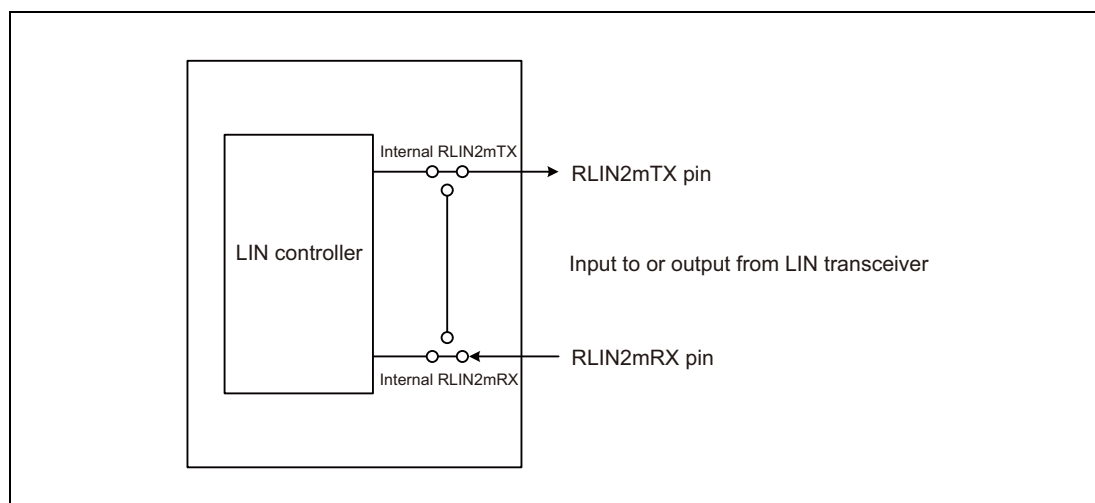 Internal RLIN2mTX
RLIN2mTX pin
LIN controller
Input to or output from LIN transceiver
RLIN2mRX pin
Internal RLIN2mRX